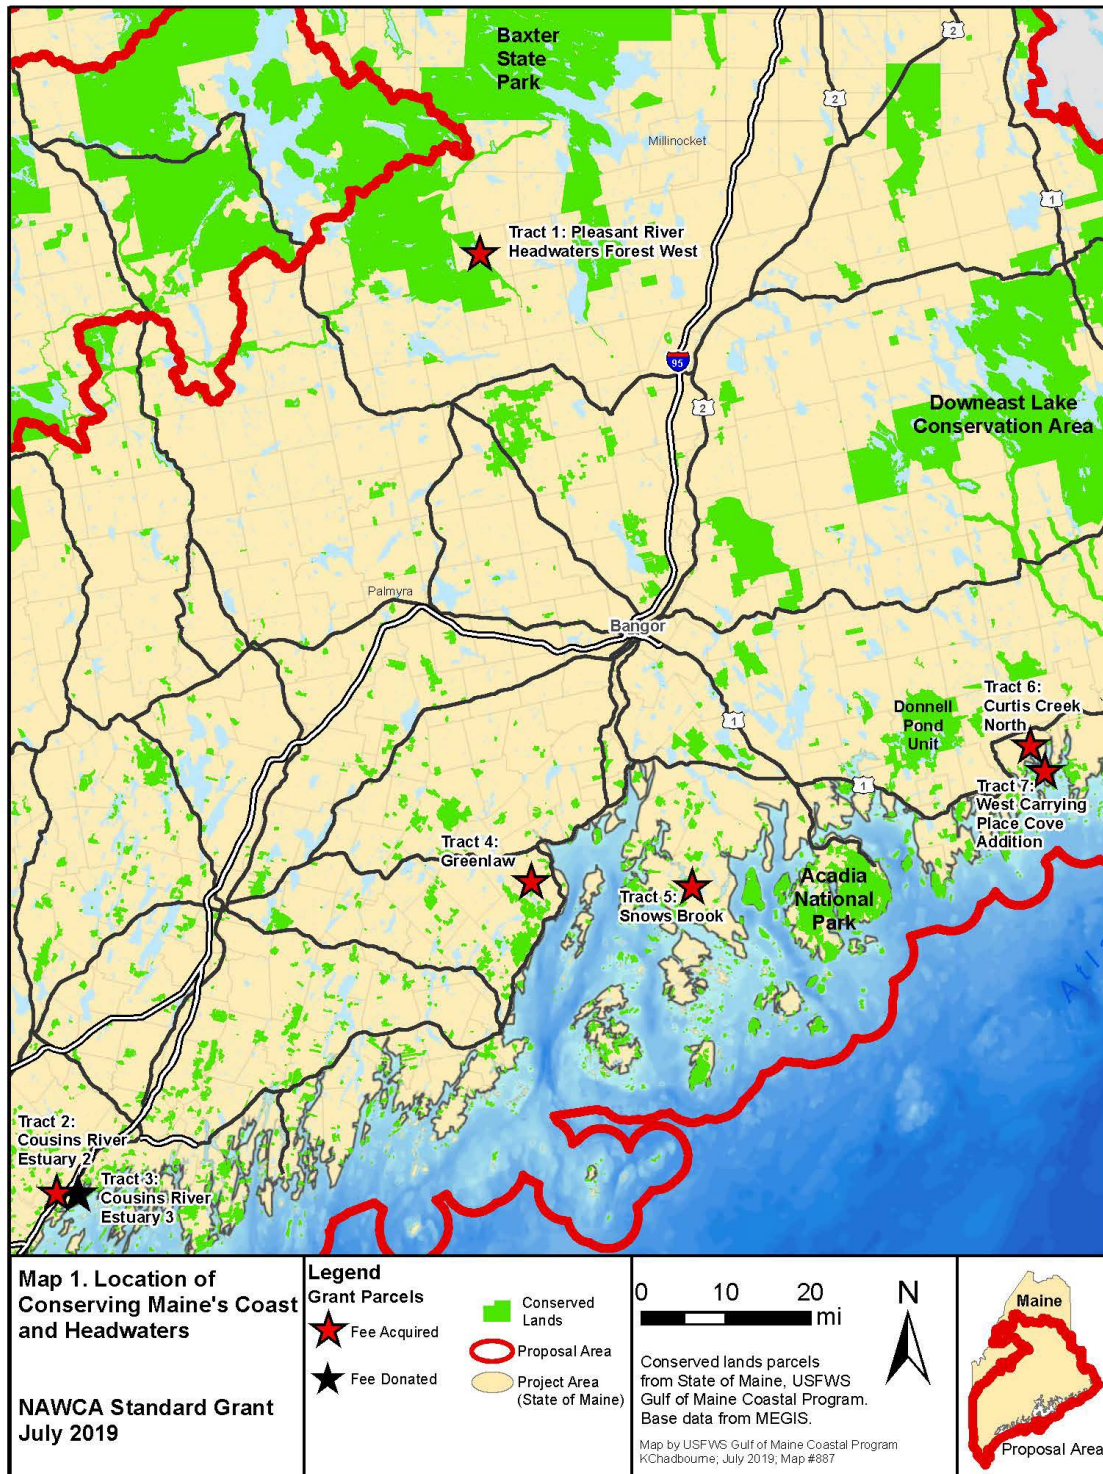 Baxter
State
Park
2
2
Millinocket
1
Tract 1: Pleasant River
Headwaters Forest West
95
2
Downeast Lake
Conservation Area
Palmyra
Bangor
1
Donnell
Pond
Unit
Tract 6:
Curtis Creek
North
1
Tract 7:
West Carrying
Place Cove
Addition
Tract 4:
Greenlaw
Tract 5:
Snows Brook
Acadia
National
Park
Tract 2:
Cousins River
Estuary 2
Tract 3:
Cousins River
Estuary 3
Map 1. Location of
Conserving Maine's Coast
and Headwaters
NAWCA Standard Grant
July 2019
Legend
Grant Parcels
Fee Acquired
Fee Donated
Conserved
Lands
Proposal Area
Project Area
(State of Maine)
0 10 20
mi
Conserved lands parcels
from State of Maine, USFWS
Gulf of Maine Coastal Program.
Base data from MEGIS.
Map by USFWS Gulf of Maine Coastal Program
KChadbourne; July 2019; Map #887
N
Maine
Proposal Area